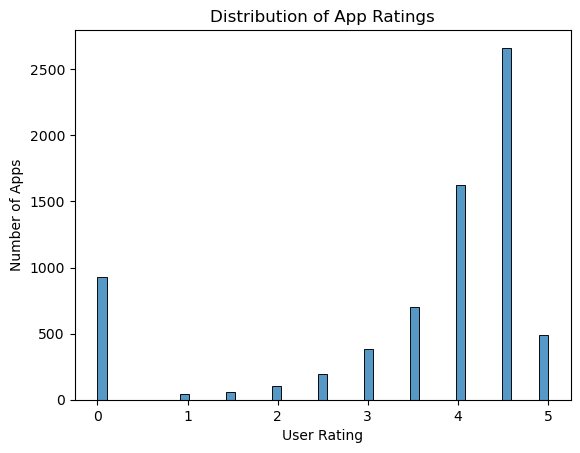 Distribution of App Ratings
2500
2000
1500
1000
500
0
Number of Apps
0 1 2 3 4 5
User Rating